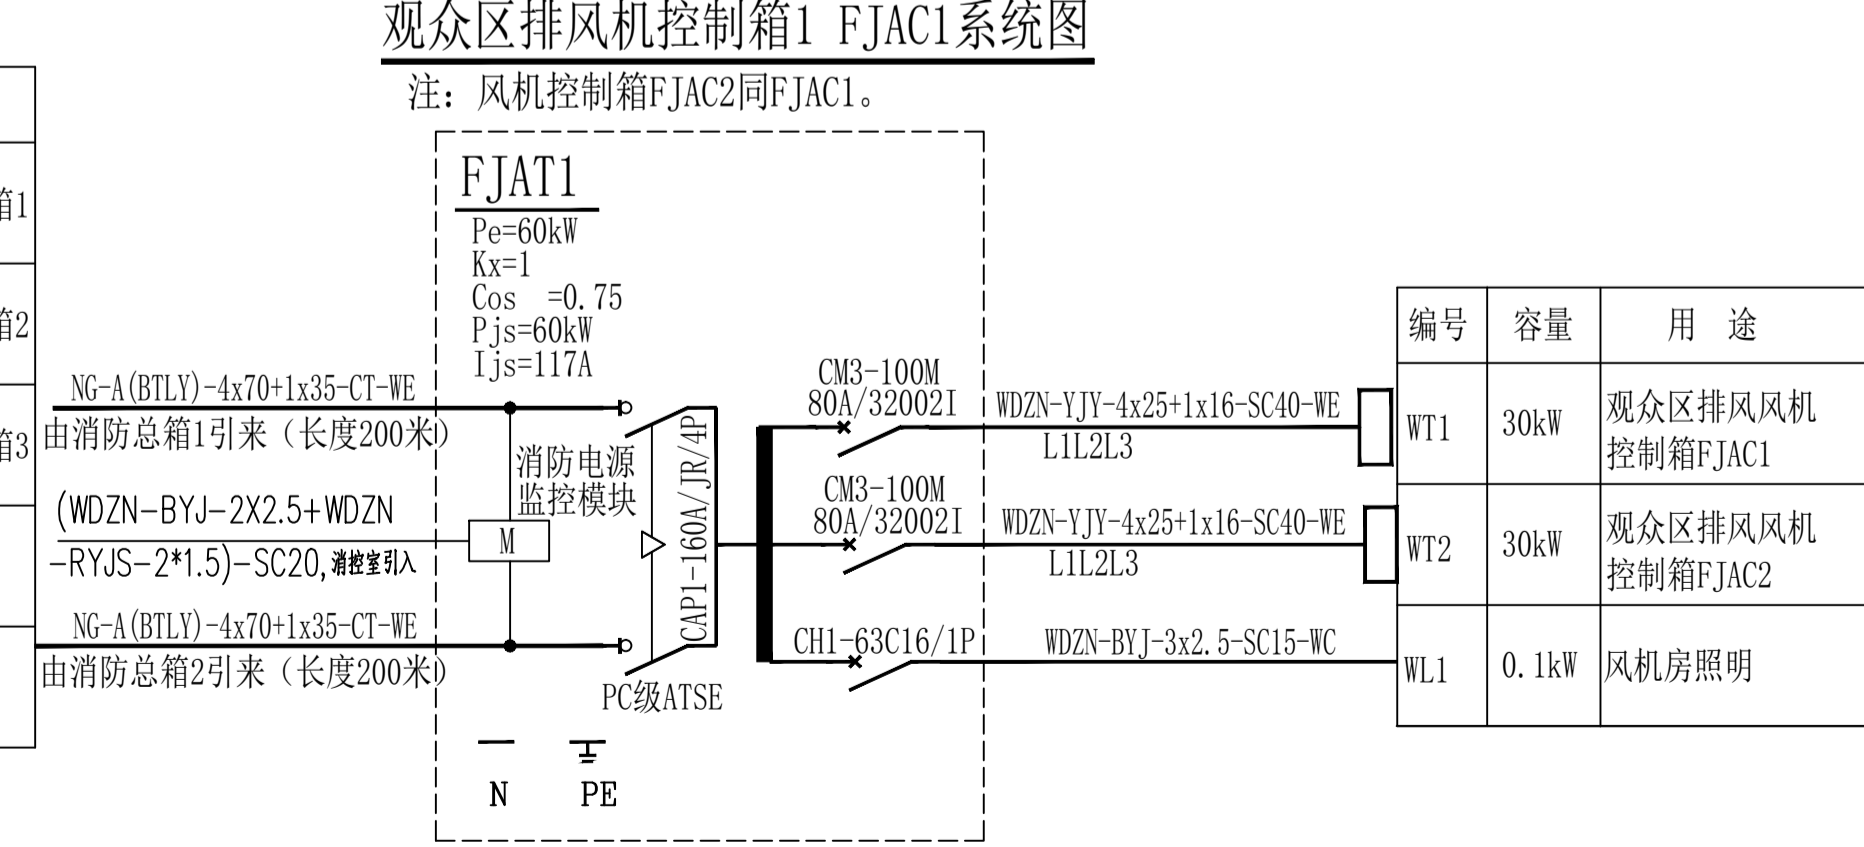 观众区排风机控制箱1 FJAC1系统图
注：风机控制箱FJAC2同FJAC1。
箱1
箱2
箱3
FJAT1
Pe=60kW
Kx=1
Cos =0.75
Pjs=60kW
Ijs=117A
NG-A(BTLY)-4x70+1x35-CT-WE
由消防总箱1引来（长度200米）
消防电源
监控模块
(WDZN-BYJ-2X2.5+WDZN
-RYJS-2*1.5)-SC20,消控室引入
M
NG-A(BTLY)-4x70+1x35-CT-WE
由消防总箱2引来（长度200米）
CAP1-160A/JR/4P
PC级ATSE
N
PE
CM3-100M
80A/32002I
WDZN-YJY-4x25+1x16-SC40-WE
L1L2L3
CM3-100M
80A/32002I
WDZN-YJY-4x25+1x16-SC40-WE
L1L2L3
CH1-63C16/1P
WDZN-BYJ-3x2.5-SC15-WC
编号 容量 用 途
WT1 30kW 观众区排风风机
控制箱FJAC1
WT2 30kW 观众区排风风机
控制箱FJAC2
WL1 0.1kW 风机房照明